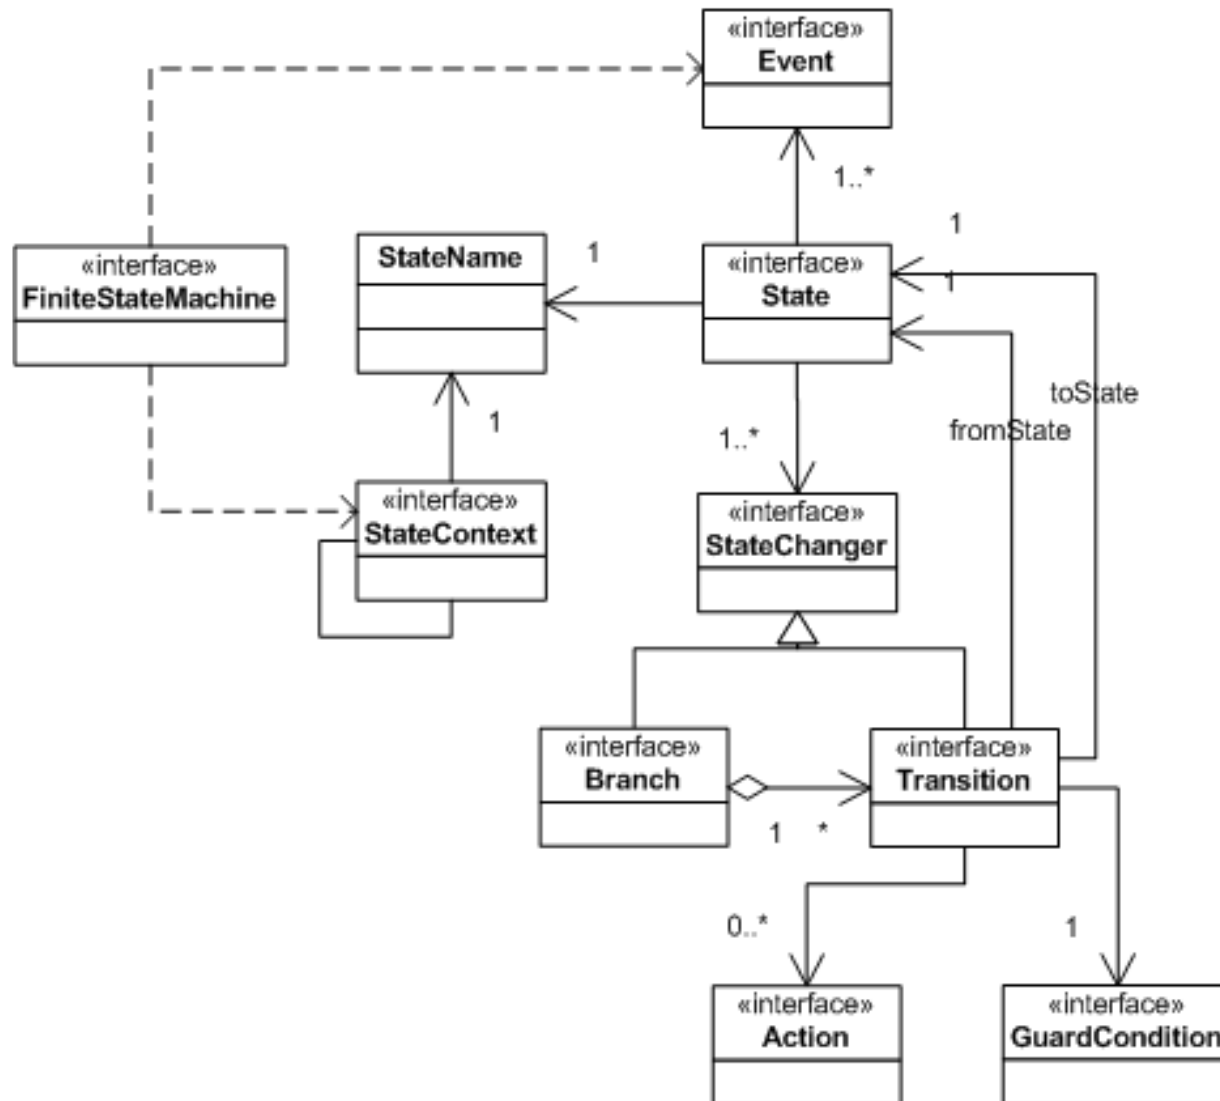 «interface»
Event
1..*
1
«interface»
FiniteStateMachine
StateName
1
«interface»
State
1
toState
fromState
1
1..*
«interface»
StateContext
«interface»
StateChanger
«interface»
Branch
1
*
«interface»
Transition
0..*
1
«interface»
Action
«interface»
GuardCondition